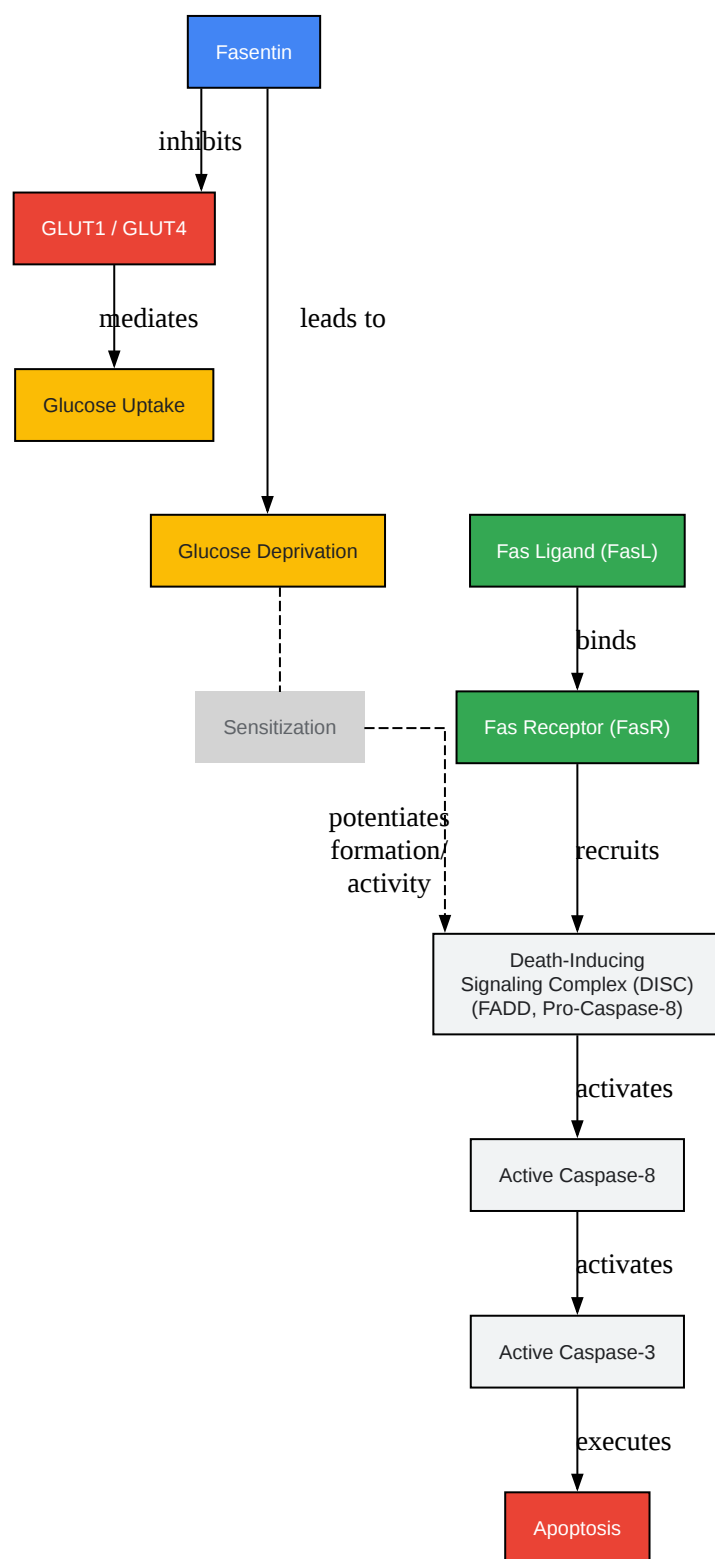 Fasentin
inhibits
GLUT1 / GLUT4
mediates
leads to
Glucose Uptake
Glucose Deprivation
Fas Ligand (FasL)
binds
Sensitization
Fas Receptor (FasR)
potentiates
formation/
activity
recruits
Death-Inducing
Signaling Complex (DISC)
(FADD, Pro-Caspase-8)
activates
Active Caspase-8
activates
Active Caspase-3
executes
Apoptosis